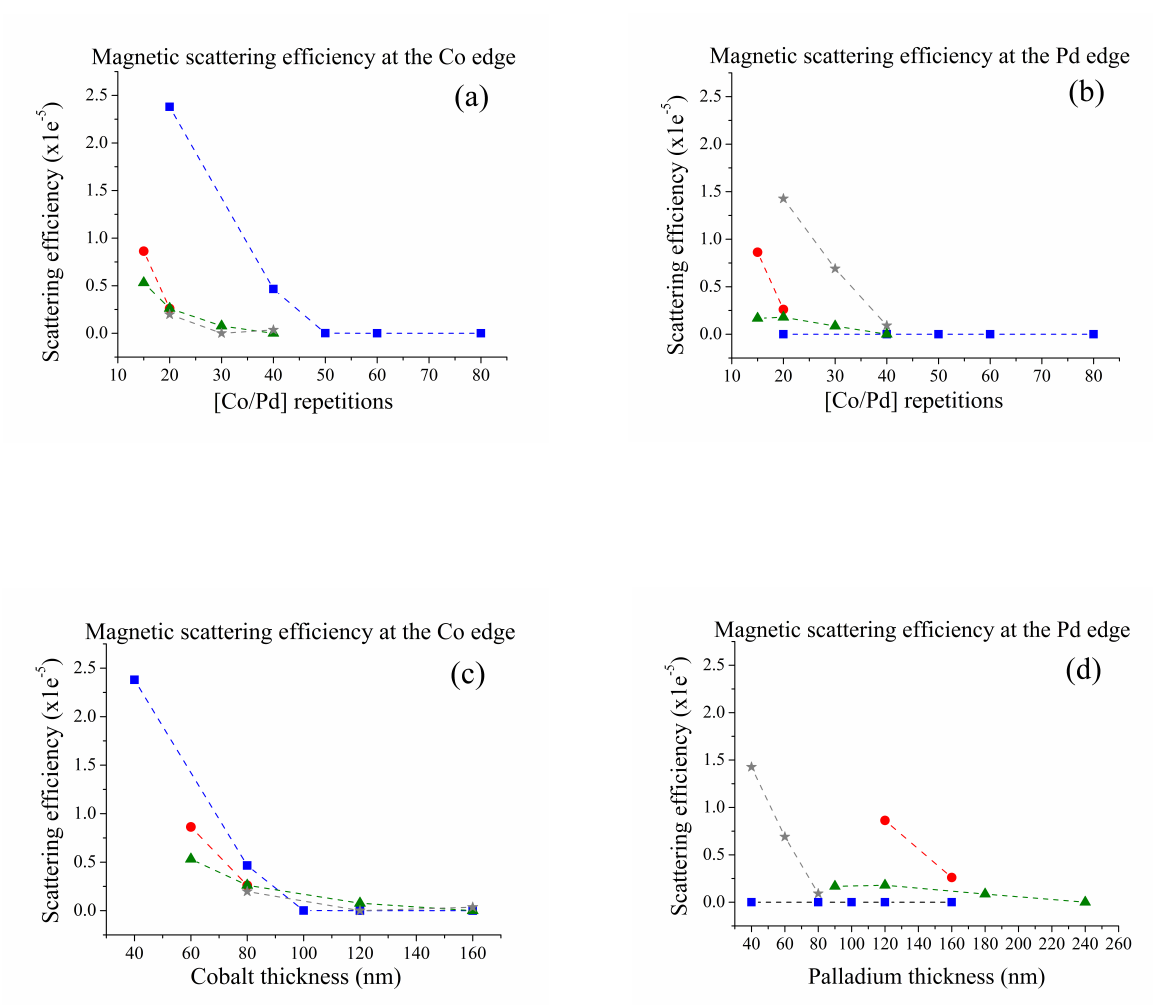 Magnetic scattering efficiency at the Co edge
(a)
Scattering efficiency (x1e⁻⁵)
2.5
2.0
1.5
1.0
0.5
0.0
10 20 30 40 50 60 70 80
[Co/Pd] repetitions
Magnetic scattering efficiency at the Pd edge
(b)
Scattering efficiency (x1e⁻⁵)
2.5
2.0
1.5
1.0
0.5
0.0
10 20 30 40 50 60 70 80
[Co/Pd] repetitions
Magnetic scattering efficiency at the Co edge
(c)
Scattering efficiency (x1e⁻⁵)
2.5
2.0
1.5
1.0
0.5
0.0
40 60 80 100 120 140 160
Cobalt thickness (nm)
Magnetic scattering efficiency at the Pd edge
(d)
Scattering efficiency (x1e⁻⁵)
2.5
2.0
1.5
1.0
0.5
0.0
40 60 80 100 120 140 160 180 200 220 240 260
Palladium thickness (nm)